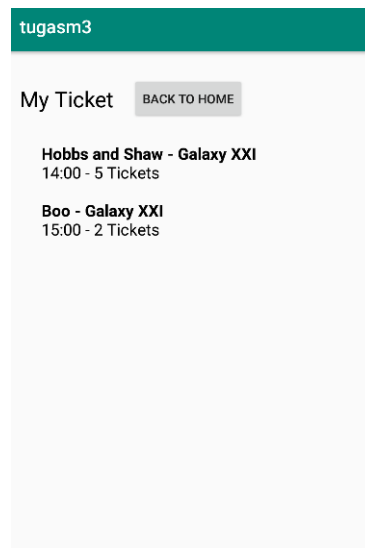 tugasm3
My Ticket
BACK TO HOME
Hobbs and Shaw - Galaxy XXI
14:00 - 5 Tickets
Boo - Galaxy XXI
15:00 - 2 Tickets